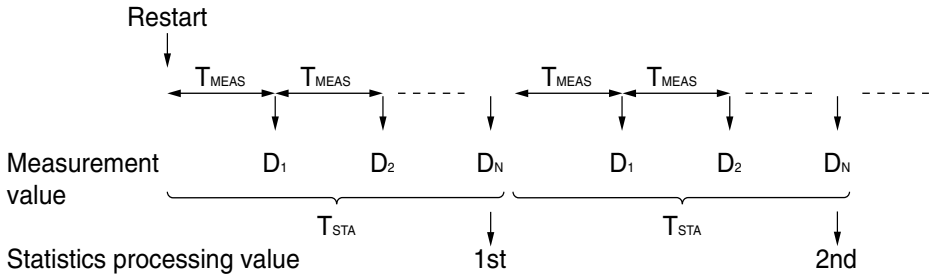 Restart
TMEAS TMEAS TMEAS TMEAS
Measurement
value
D1 D2 DN D1 D2 DN
TSTA TSTA
Statistics processing value 1st 2nd